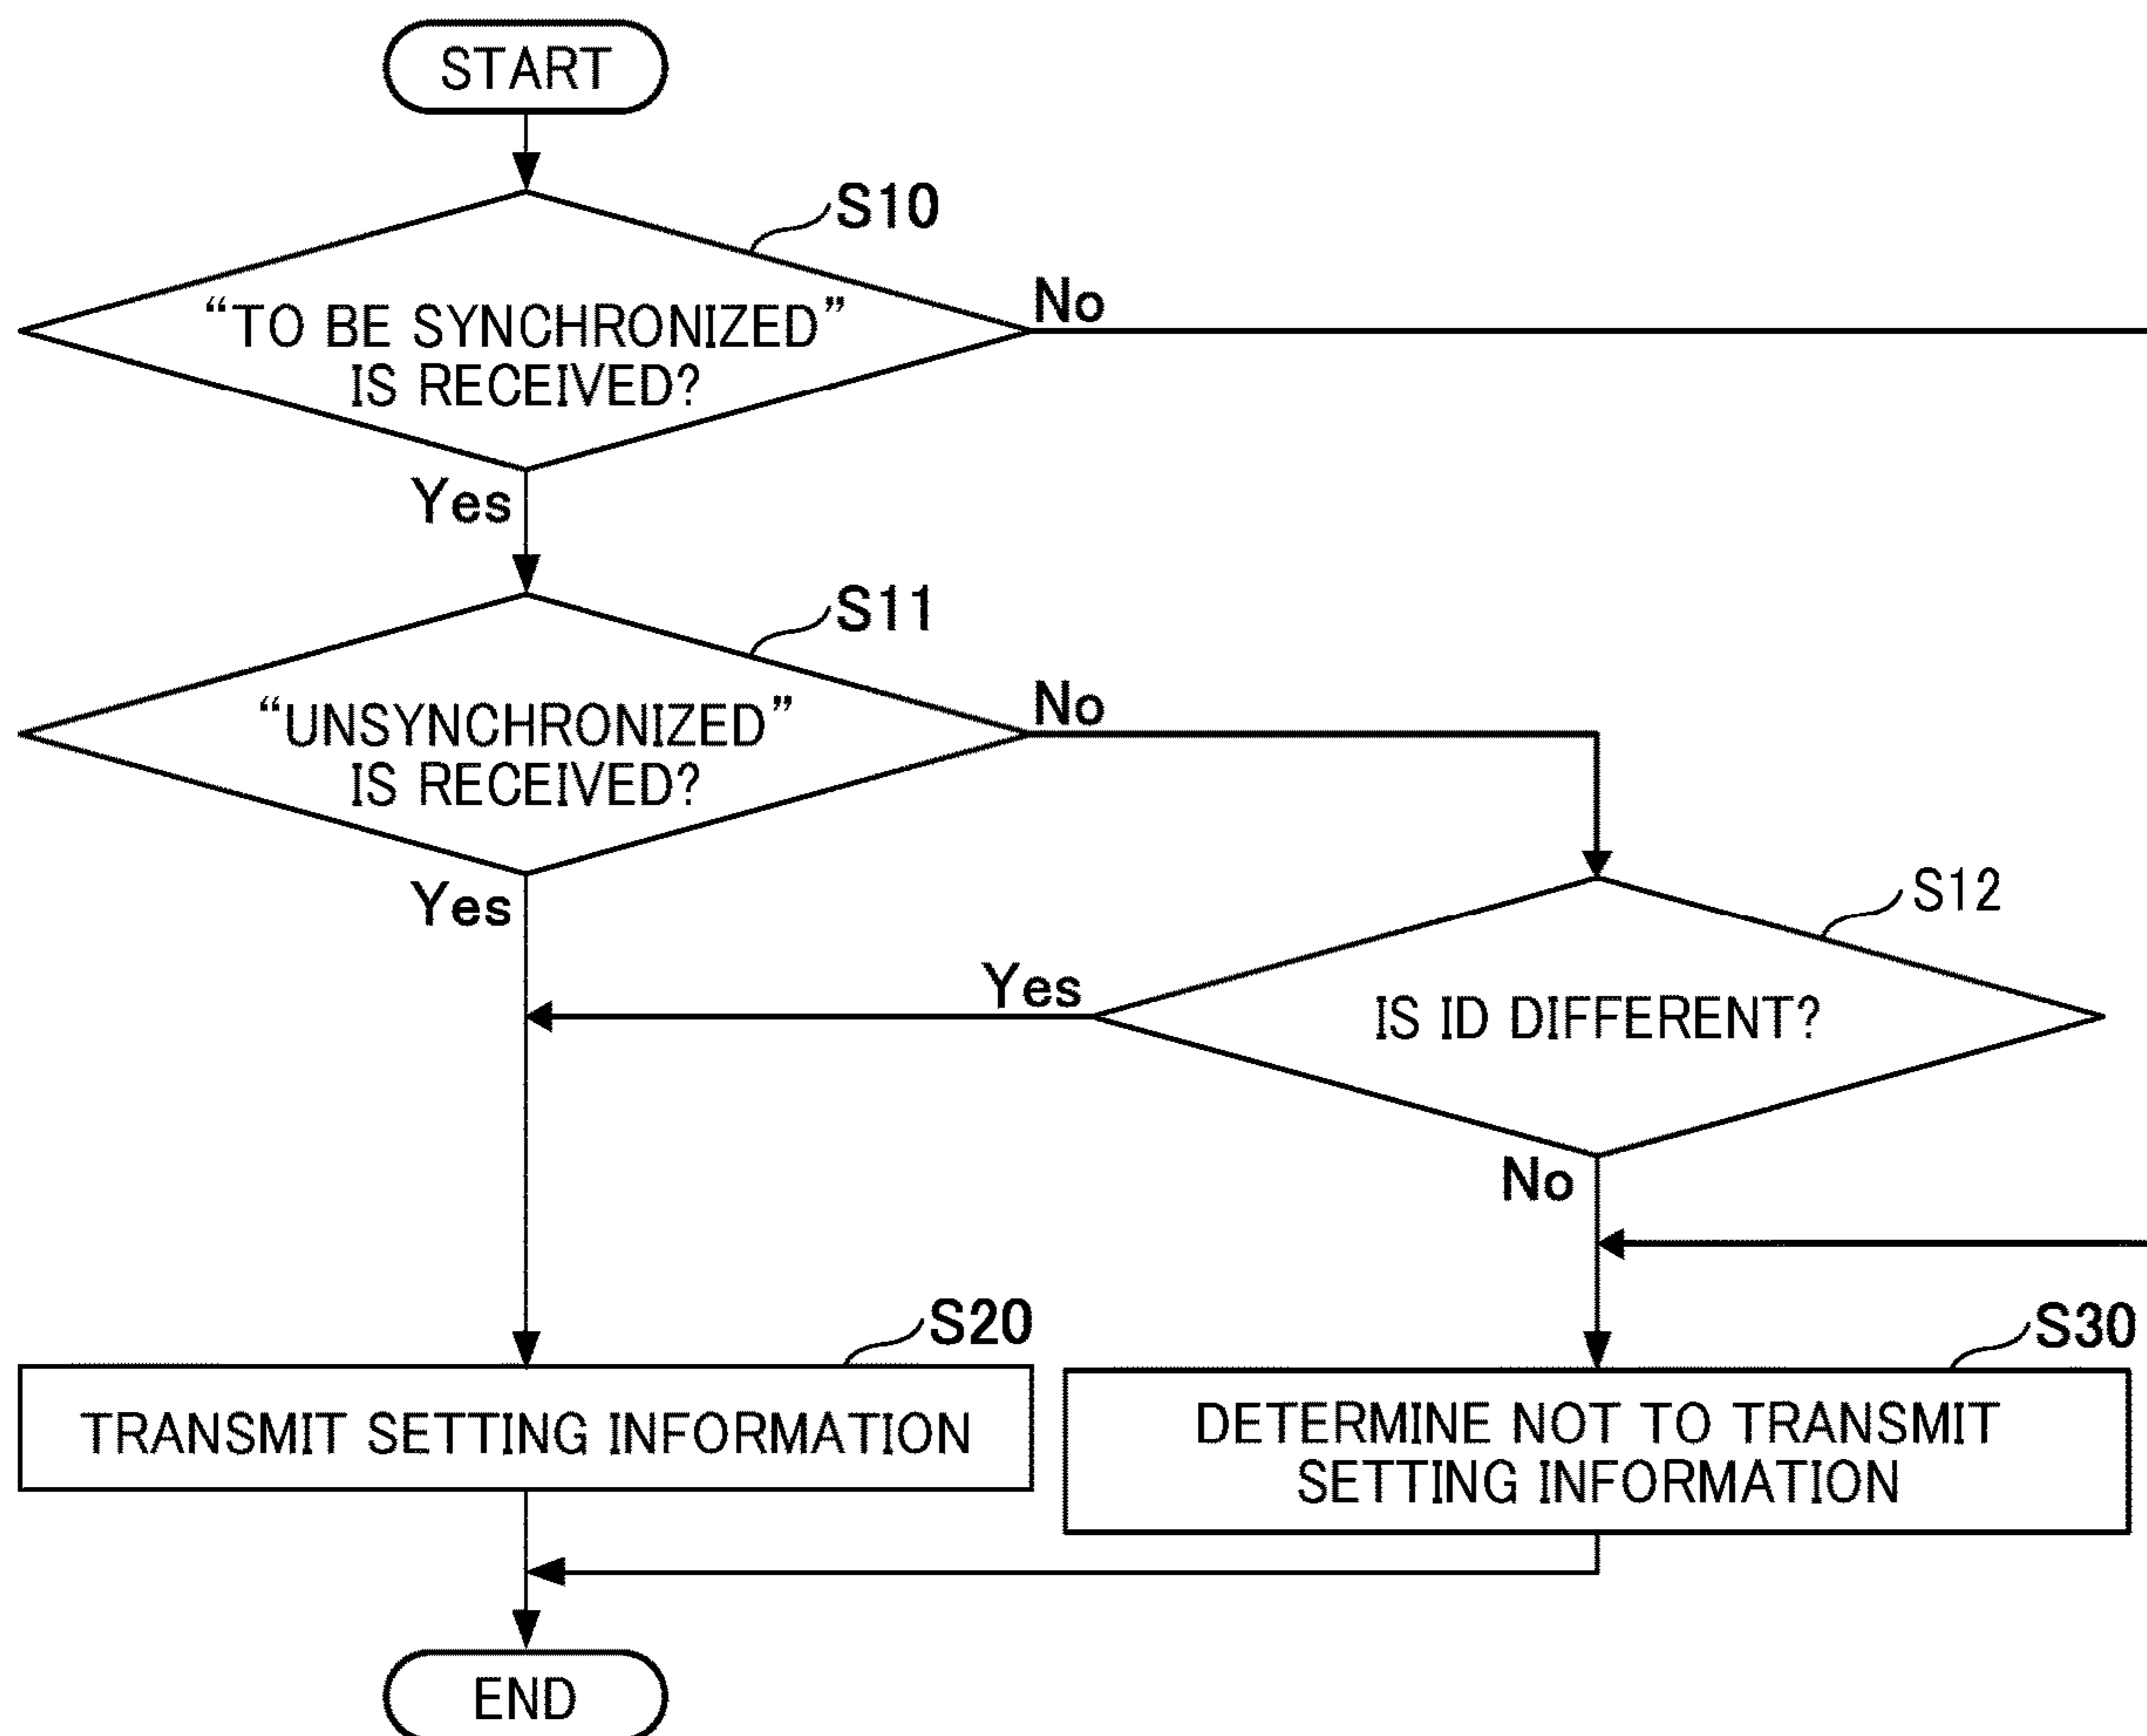 START
S10
“TO BE SYNCHRONIZED”
IS RECEIVED?
No
Yes
S11
“UNSYNCHRONIZED”
IS RECEIVED?
No
Yes
S12
IS ID DIFFERENT?
Yes
No
S20
TRANSMIT SETTING INFORMATION
S30
DETERMINE NOT TO TRANSMIT
SETTING INFORMATION
END